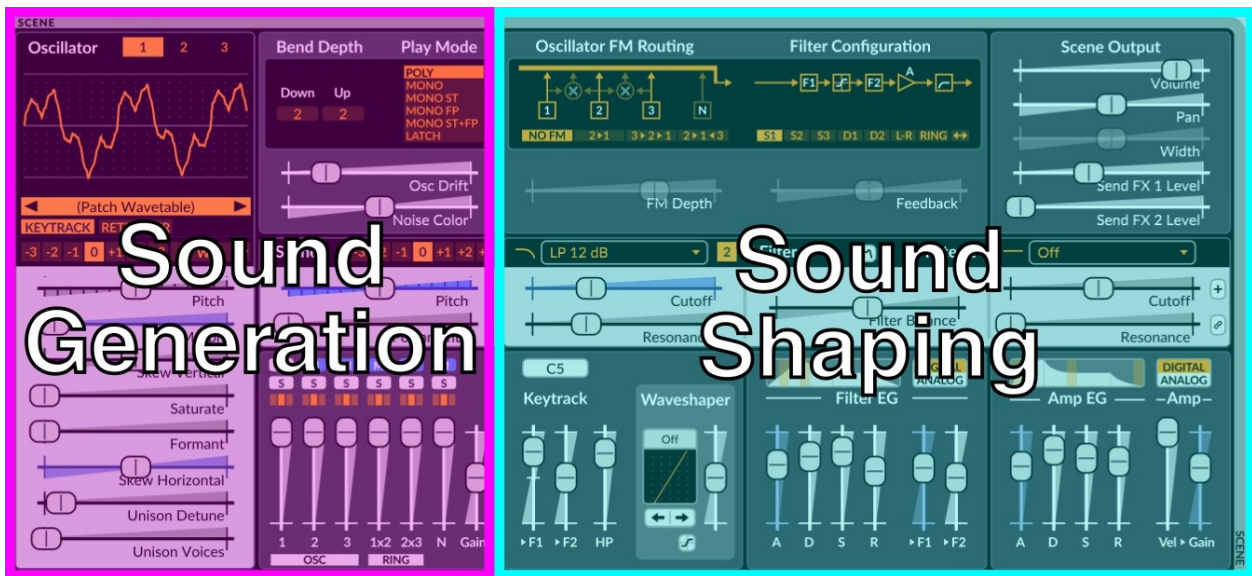 SCENE
Oscillator 1 2 3
Bend Depth Play Mode
Down Up
2 2
POLY
MONO
MONO ST
MONO FP
MONO ST+FP
LATCH
Osc Drift
Noise Color
(Patch Wavetable)
KEYTRACK
-3 -2 -1 0
-1 0 +1 +2
Sound
Generation
Pitch
Pitch
Skew Vertical
Saturate
Formant
Skew Horizontal
Unison Detune
Unison Voices
S S S S S S
1 2 3 1x2 2x3 N Gain
OSC RING
Oscillator FM Routing
1 2 3 N
NO FM 2▸1 3▸2▸1 2▸1◂3
FM Depth
Filter Configuration
F1 F2 A
S1 S2 S3 D1 D2 L-R RING
Feedback
Scene Output
Volume
Pan
Width
Send FX 1 Level
Send FX 2 Level
LP 12 dB 2
Off
Sound
Shaping
Cutoff
Resonance
Filter Balance
Cutoff +
Resonance
C5
Keytrack
▸F1 ▸F2 HP
Waveshaper
Off
DIGITAL
ANALOG
Filter EG
A D S R ▸F1 ▸F2
DIGITAL
ANALOG
Amp EG Amp
A D S R Vel ▸ Gain
SCENE